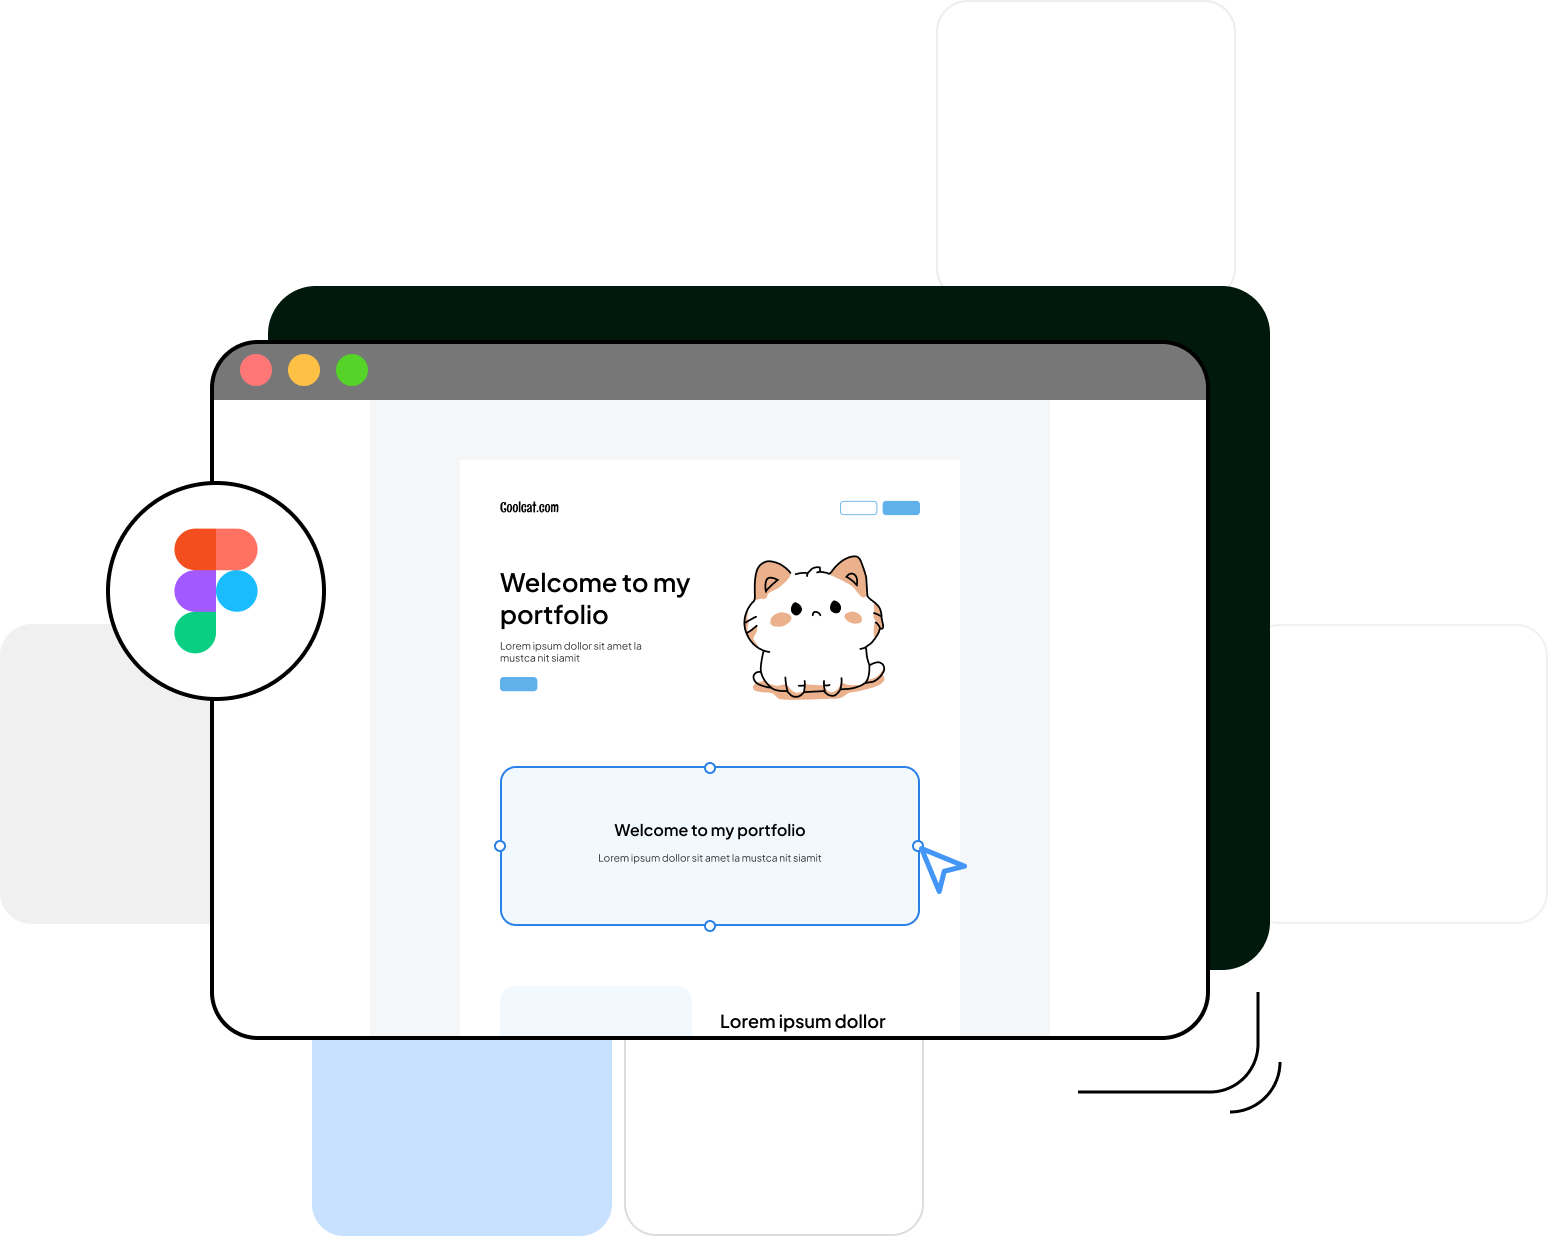 Coolcat.com
Welcome to my
portfolio
Lorem ipsum dollor sit amet la
mustca nit siamit
Welcome to my portfolio
Lorem ipsum dollor sit amet la mustca nit siamit
Lorem ipsum dollor